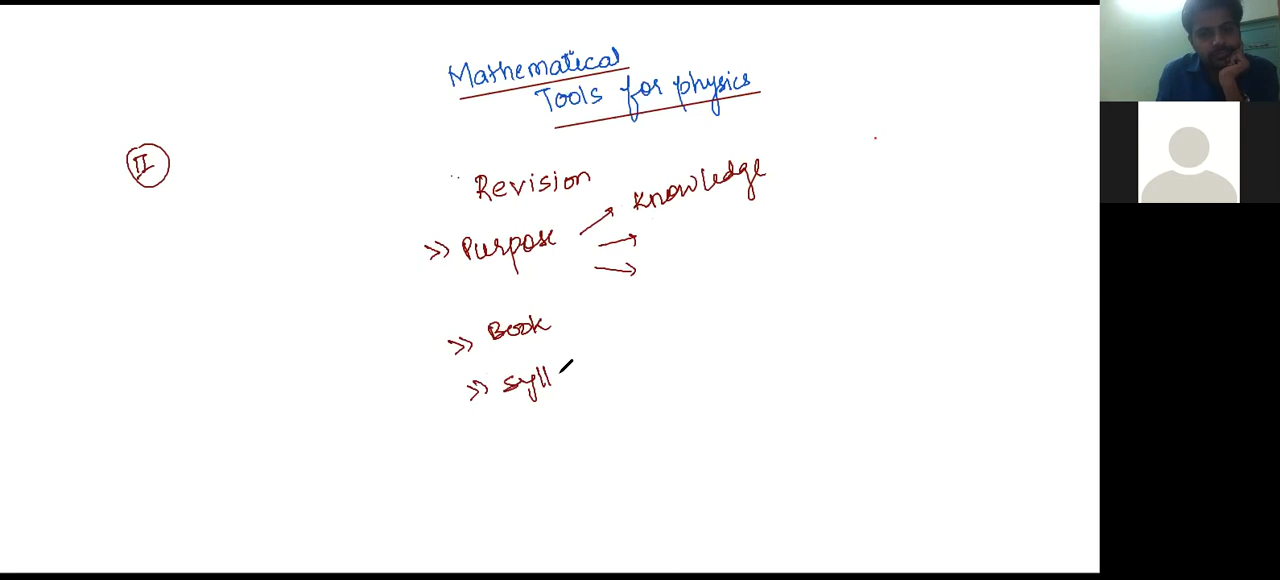 Mathematical
Tools for physics
II
Revision
Knowledge
>> Purpose
>> Book
>> Syll